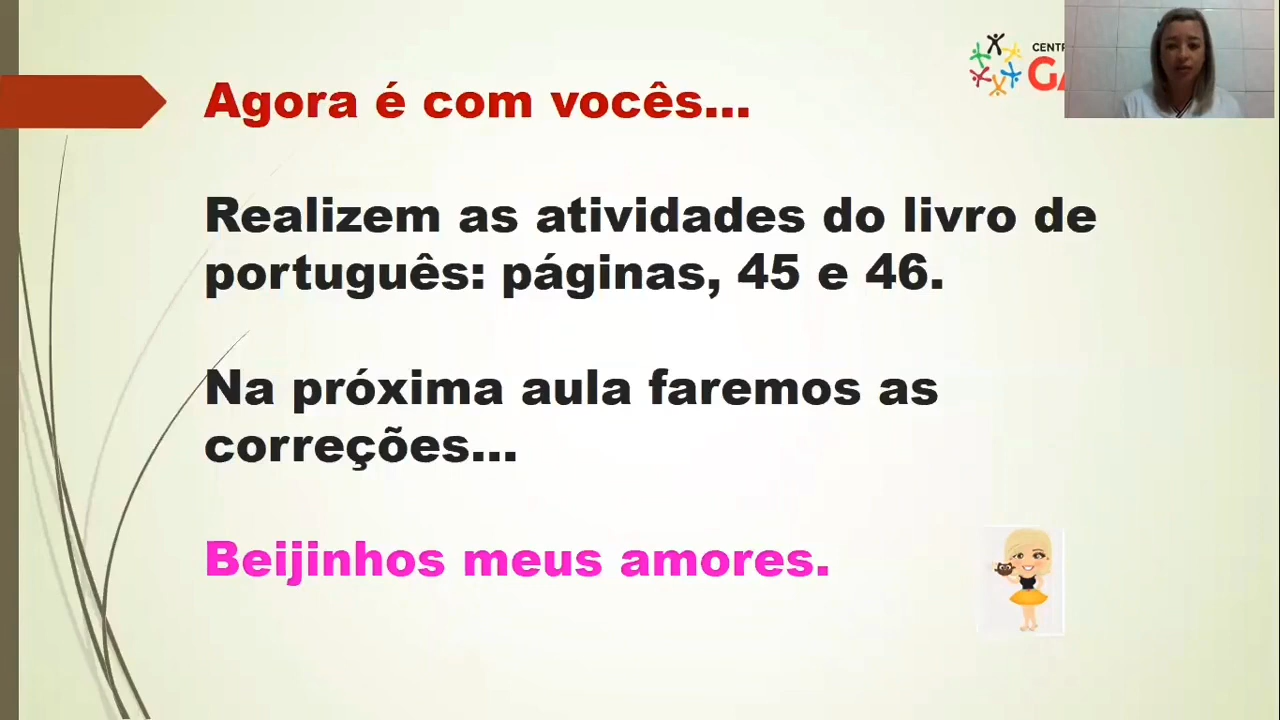 Agora é com vocês...
Realizem as atividades do livro de
português: páginas, 45 e 46.
Na próxima aula faremos as
correções...
Beijinhos meus amores.